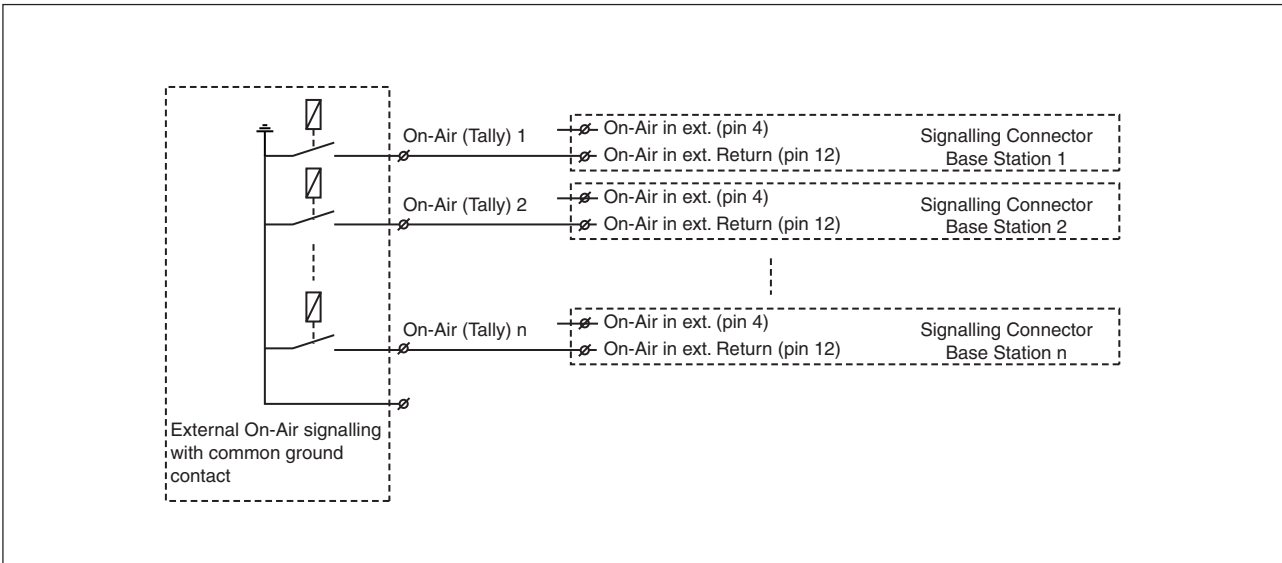 On-Air (Tally) 1
On-Air in ext. (pin 4)
On-Air in ext. Return (pin 12)
Signalling Connector
Base Station 1
On-Air (Tally) 2
On-Air in ext. (pin 4)
On-Air in ext. Return (pin 12)
Signalling Connector
Base Station 2
On-Air (Tally) n
On-Air in ext. (pin 4)
On-Air in ext. Return (pin 12)
Signalling Connector
Base Station n
External On-Air signalling
with common ground
contact